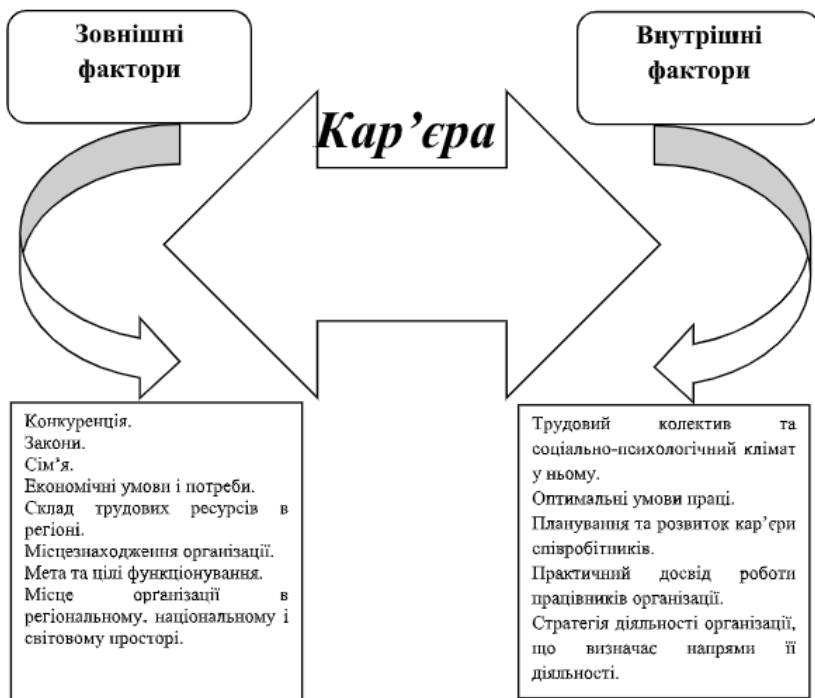 Зовнішні
фактори
Внутрішні
фактори
Кар’єра
Конкуренція.
Закони.
Сім’я.
Економічні умови і потреби.
Склад трудових ресурсів в
регіоні.
Місцезнаходження організації.
Мета та цілі функціонування.
Місце організації в
регіональному, національному і
світовому просторі.
Трудовий колектив та
соціально-психологічний клімат
у ньому.
Оптимальні умови праці.
Планування та розвиток кар’єри
співробітників.
Практичний досвід роботи
працівників організації.
Стратегія діяльності організації,
що визначає напрями її
діяльності.